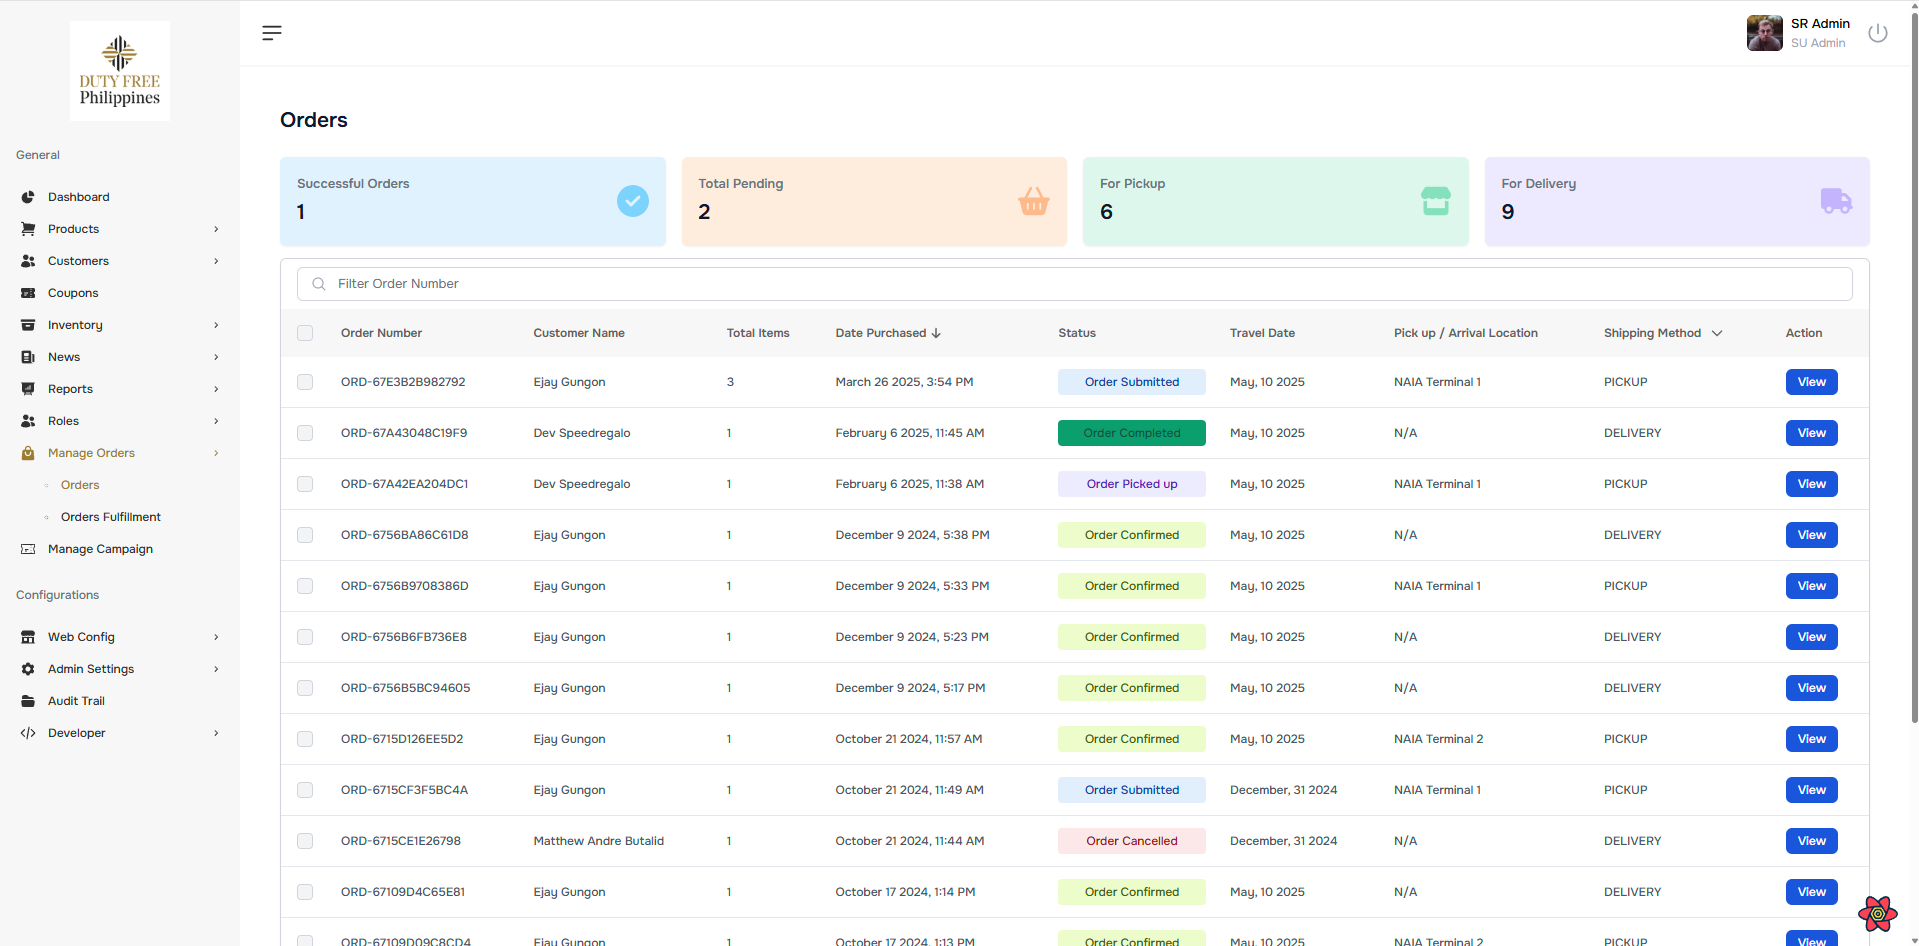 DUTY FREE
Philippines
SR Admin
SU Admin
General
Dashboard
Products
Customers
Coupons
Inventory
News
Reports
Roles
Manage Orders
Orders
Orders Fulfillment
Manage Campaign
Configurations
Web Config
Admin Settings
Audit Trail
Developer
Orders
Successful Orders
1
Total Pending
2
For Pickup
6
For Delivery
9
Filter Order Number
Order Number Customer Name Total Items Date Purchased Status Travel Date Pick up / Arrival Location Shipping Method Action
ORD-67E3B2B982792 Ejay Gungon 3 March 26 2025, 3:54 PM Order Submitted May, 10 2025 NAIA Terminal 1 PICKUP View
ORD-67A43048C19F9 Dev Speedregalo 1 February 6 2025, 11:45 AM Order Completed May, 10 2025 N/A DELIVERY View
ORD-67A42EA204DC1 Dev Speedregalo 1 February 6 2025, 11:38 AM Order Picked up May, 10 2025 NAIA Terminal 1 PICKUP View
ORD-6756BA86C61D8 Ejay Gungon 1 December 9 2024, 5:38 PM Order Confirmed May, 10 2025 N/A DELIVERY View
ORD-6756B9708386D Ejay Gungon 1 December 9 2024, 5:33 PM Order Confirmed May, 10 2025 NAIA Terminal 1 PICKUP View
ORD-6756B6FB736E8 Ejay Gungon 1 December 9 2024, 5:23 PM Order Confirmed May, 10 2025 N/A DELIVERY View
ORD-6756B5BC94605 Ejay Gungon 1 December 9 2024, 5:17 PM Order Confirmed May, 10 2025 N/A DELIVERY View
ORD-6715D126EE5D2 Ejay Gungon 1 October 21 2024, 11:57 AM Order Confirmed May, 10 2025 NAIA Terminal 2 PICKUP View
ORD-6715CF3F5BC4A Ejay Gungon 1 October 21 2024, 11:49 AM Order Submitted December, 31 2024 NAIA Terminal 1 PICKUP View
ORD-6715CE1E26798 Matthew Andre Butalid 1 October 21 2024, 11:44 AM Order Cancelled December, 31 2024 N/A DELIVERY View
ORD-67109D4C65E81 Ejay Gungon 1 October 17 2024, 1:14 PM Order Confirmed May, 10 2025 N/A DELIVERY View
ORD-67109D09C8CD4 Ejay Gungon 1 October 17 2024, 1:13 PM Order Confirmed May, 10 2025 NAIA Terminal 2 PICKUP View